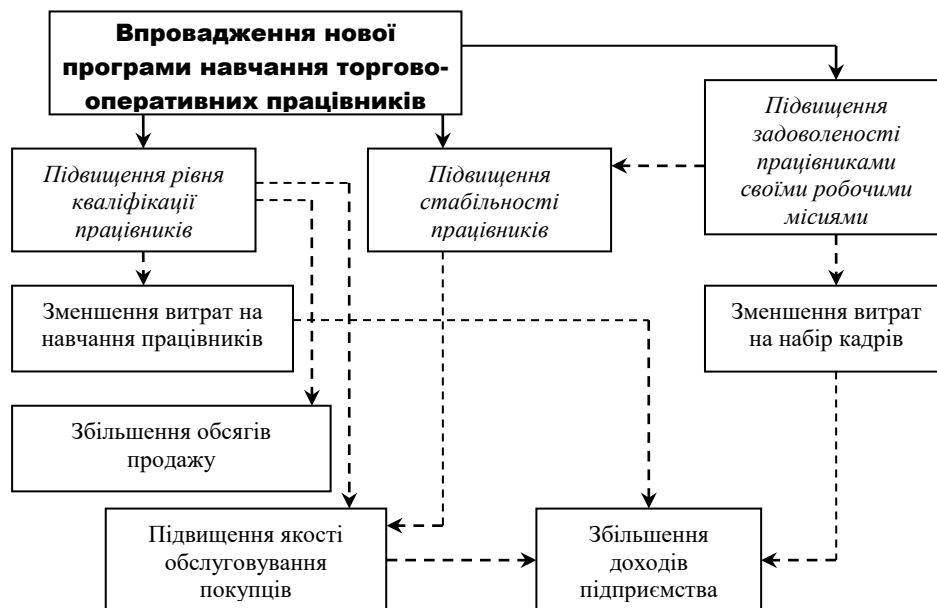 Впровадження нової
програми навчання торгово-
оперативних працівників
Підвищення
задоволеності
працівниками
своїми робочими
місиями
Підвищення рівня
кваліфікації
працівників
Підвищення
стабільності
працівників
Зменшення витрат на
навчання працівників
Зменшення витрат
на набір кадрів
Збільшення обсягів
продажу
Підвищення якості
обслуговування
покупців
Збільшення
доходів
підприємства